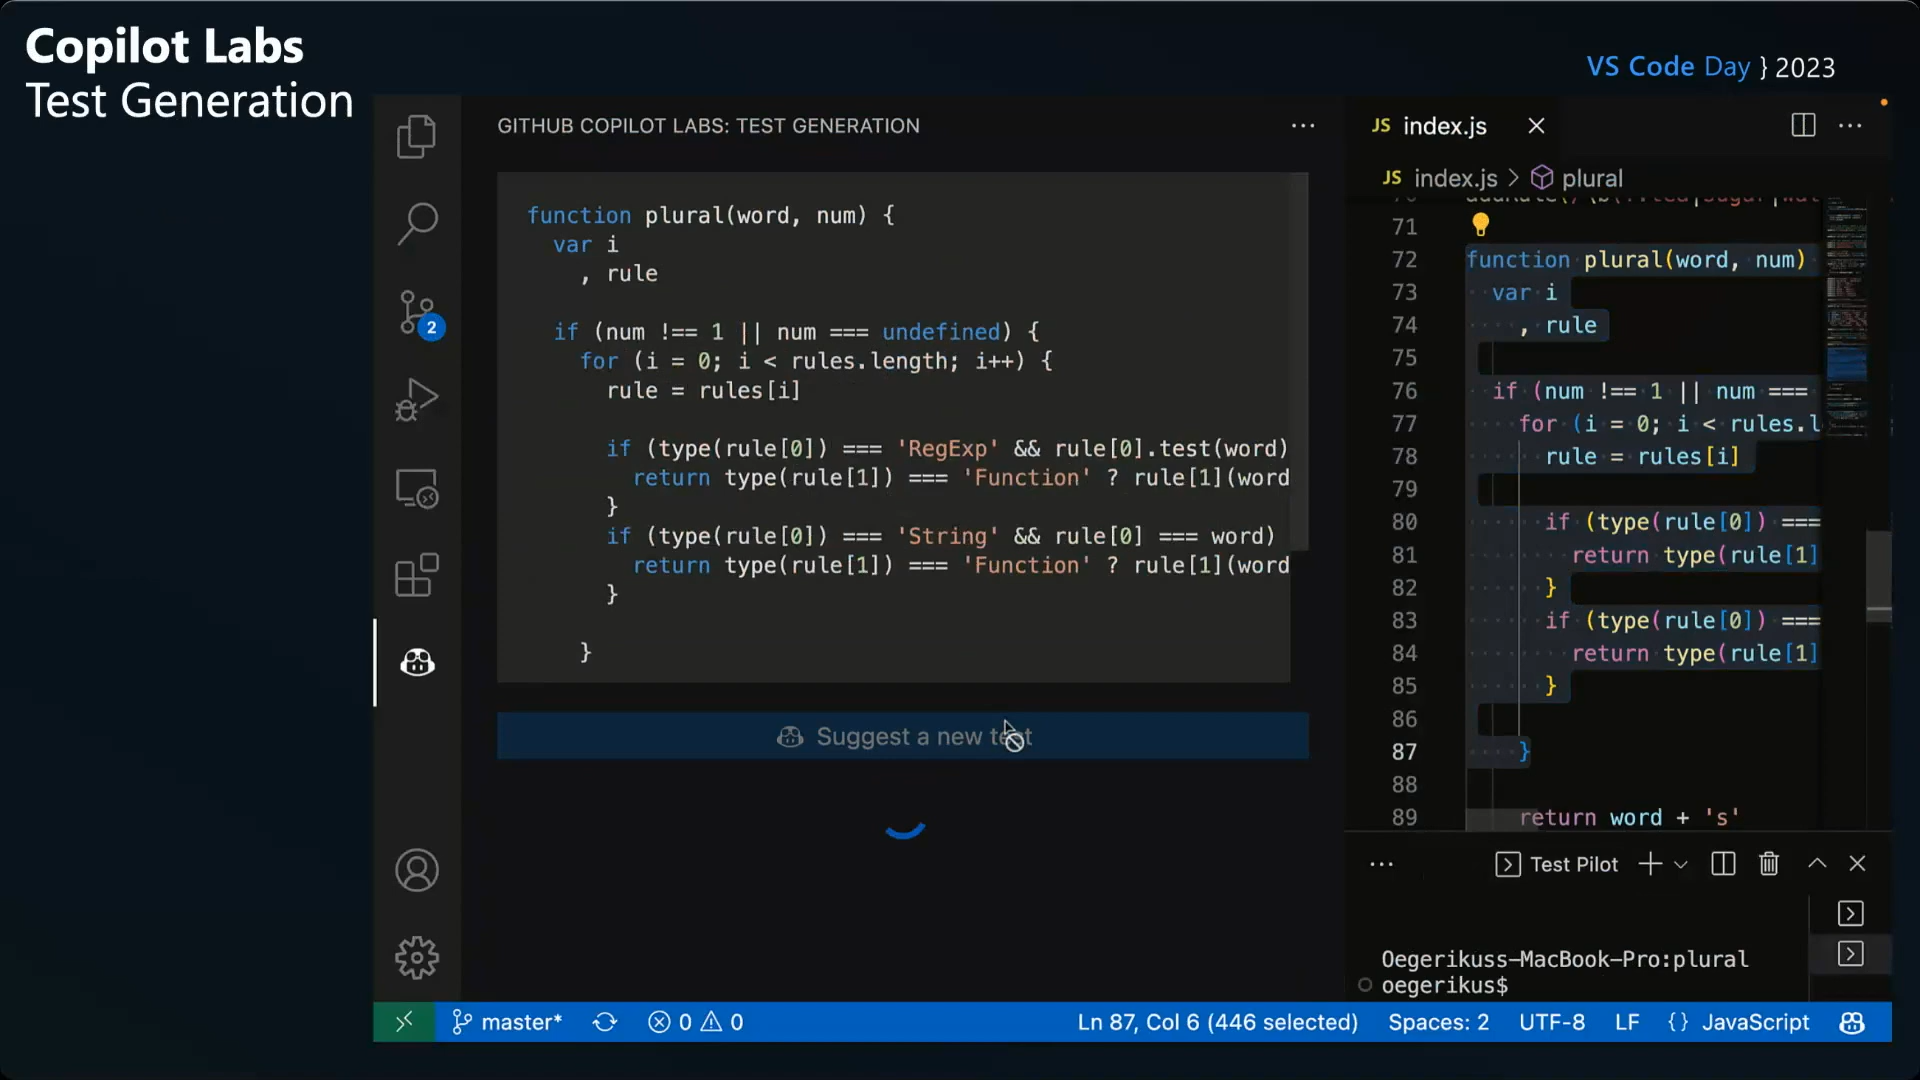 Copilot Labs
Test Generation
VS Code Day } 2023
GITHUB COPILOT LABS: TEST GENERATION
function plural(word, num) {
var i
, rule
if (num !== 1 || num === undefined) {
for (i = 0; i < rules.length; i++) {
rule = rules[i]
if (type(rule[0]) === 'RegExp' && rule[0].test(word)
return type(rule[1]) === 'Function' ? rule[1](word
}
if (type(rule[0]) === 'String' && rule[0] === word)
return type(rule[1]) === 'Function' ? rule[1](word
}
}
Suggest a new test
2
JS index.js
JS index.js > plural
71
72 function plural(word, num)
73 var i
74 , rule
75
76 if (num !== 1 || num ===
77 for (i = 0; i < rules.l
78 rule = rules[i]
79
80 if (type(rule[0]) ===
81 return type(rule[1]
82 }
83 if (type(rule[0]) ===
84 return type(rule[1]
85 }
86
87 }
88
89 return word + 's'
Test Pilot
Oegerikuss-MacBook-Pro:plural
oegerikus$
master* 0 0 Ln 87, Col 6 (446 selected) Spaces: 2 UTF-8 LF {} JavaScript